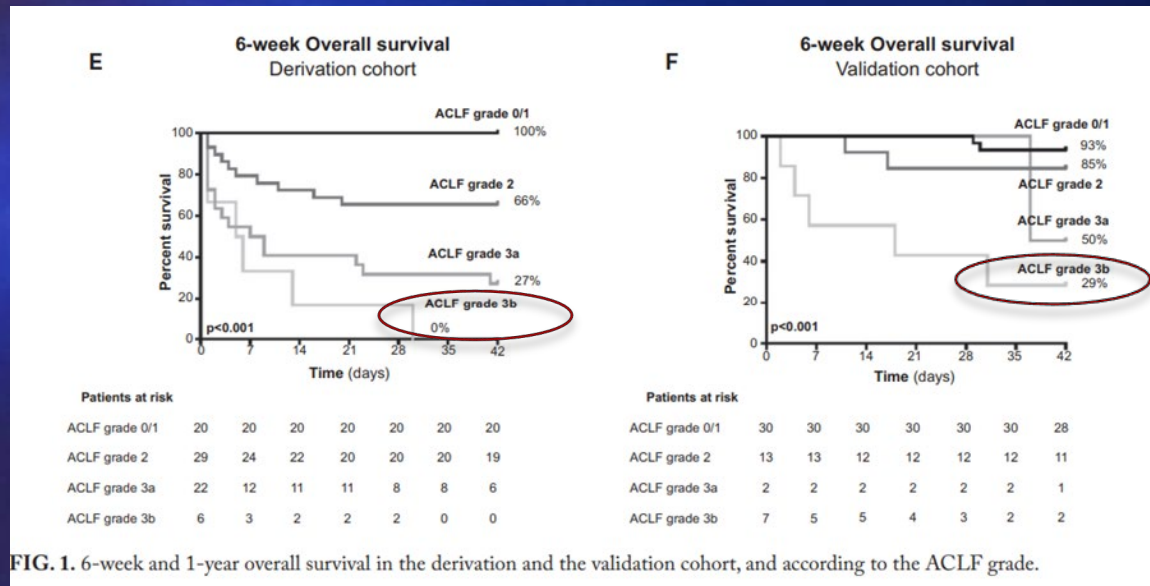 E
6-week Overall survival
Derivation cohort
ACLF grade 0/1
100%
ACLF grade 2
66%
ACLF grade 3a
27%
ACLF grade 3b
0%
p<0.001
Percent survival
100
80
60
40
20
0
0 7 14 21 28 35 42
Time (days)
Patients at risk
ACLF grade 0/1 20 20 20 20 20 20 20
ACLF grade 2 29 24 22 20 20 20 19
ACLF grade 3a 22 12 11 11 8 8 6
ACLF grade 3b 6 3 2 2 2 0 0
F
6-week Overall survival
Validation cohort
ACLF grade 0/1
93%
85%
ACLF grade 2
ACLF grade 3a
50%
ACLF grade 3b
29%
p<0.001
Percent survival
100
80
60
40
20
0
0 7 14 21 28 35 42
Time (days)
Patients at risk
ACLF grade 0/1 30 30 30 30 30 30 28
ACLF grade 2 13 13 12 12 12 12 11
ACLF grade 3a 2 2 2 2 2 2 1
ACLF grade 3b 7 5 5 4 3 2 2
FIG. 1. 6-week and 1-year overall survival in the derivation and the validation cohort, and according to the ACLF grade.